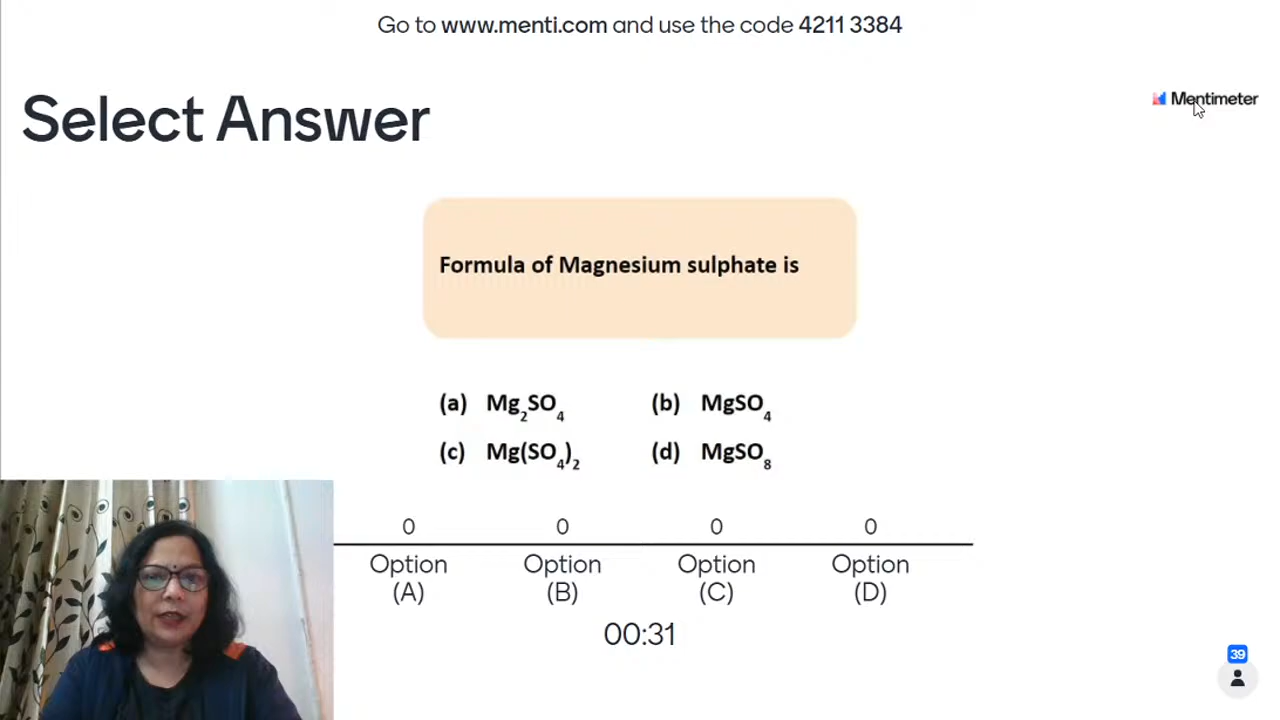 Go to www.menti.com and use the code 4211 3384
Mentimeter
Select Answer
Formula of Magnesium sulphate is
(a) Mg₂SO₄ (b) MgSO₄
(c) Mg(SO₄)₂ (d) MgSO₈
0 0 0 0
Option Option Option Option
(A) (B) (C) (D)
00:31
39